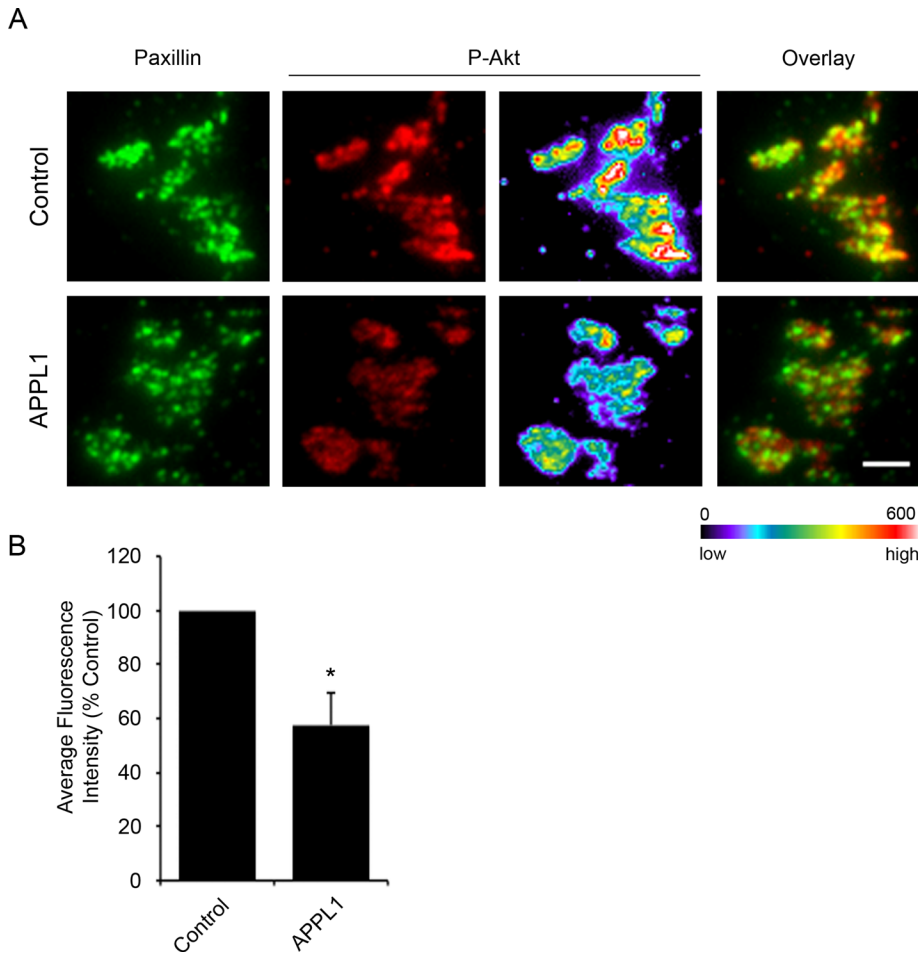 A
Paxillin
P-Akt
Overlay
Control
APPL1
0
600
low
high
B
Average Fluorescence
Intensity (% Control)
120
100
80
60
40
20
0
*
Control
APPL1